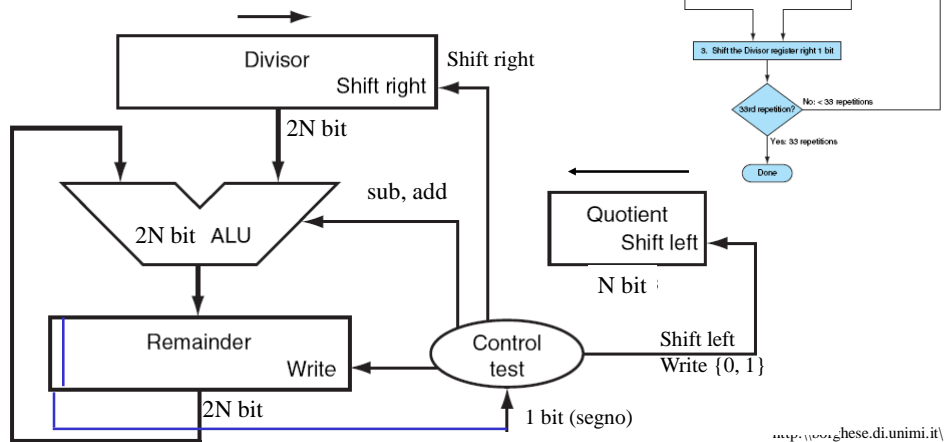 3. Shift the Divisor register right 1 bit
33rd repetition?
No: < 33 repetitions
Yes: 33 repetitions
Done
Divisor
Shift right
Shift right
2N bit
sub, add
2N bit ALU
Quotient
Shift left
N bit
Remainder
Write
Control
test
Shift left
Write {0, 1}
2N bit
1 bit (segno)